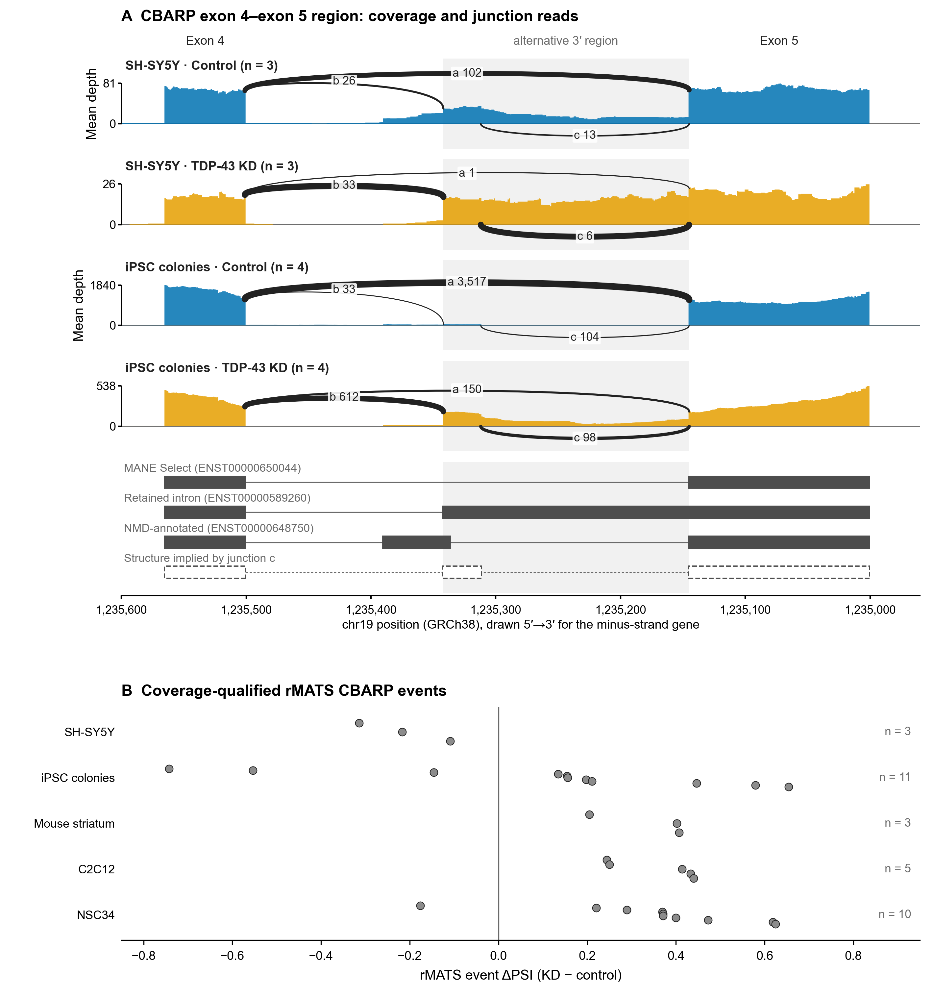 A CBARP exon 4–exon 5 region: coverage and junction reads
Exon 4
alternative 3′ region
Exon 5
SH-SY5Y · Control (n = 3)
Mean depth
81
0
a 102
b 26
c 13
SH-SY5Y · TDP-43 KD (n = 3)
26
0
a 1
b 33
c 6
iPSC colonies · Control (n = 4)
Mean depth
1840
0
a 3,517
b 33
c 104
iPSC colonies · TDP-43 KD (n = 4)
538
0
a 150
b 612
c 98
MANE Select (ENST00000650044)
Retained intron (ENST00000589260)
NMD-annotated (ENST00000648750)
Structure implied by junction c
1,235,600 1,235,500 1,235,400 1,235,300 1,235,200 1,235,100 1,235,000
chr19 position (GRCh38), drawn 5′→3′ for the minus-strand gene
B Coverage-qualified rMATS CBARP events
SH-SY5Y n = 3
iPSC colonies n = 11
Mouse striatum n = 3
C2C12 n = 5
NSC34 n = 10
−0.8 −0.6 −0.4 −0.2 0.0 0.2 0.4 0.6 0.8
rMATS event ΔPSI (KD − control)